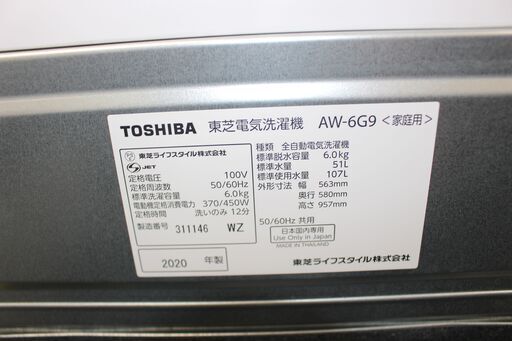 TOSHIBA 東芝電気洗濯機 AW-6G9 <家庭用>
東芝ライフスタイル株式会社
JET
定格電圧 100V
定格周波数 50/60Hz
標準洗濯容量 6.0kg
電動機定格消費電力 370/450W
定格時間 洗いのみ 12分
製造番号 311146 WZ
2020 年製
種類 全自動電気洗濯機
標準脱水容量 6.0kg
標準水量 51L
標準使用水量 107L
外形寸法 幅 563mm
奥行 580mm
高さ 957mm
50/60Hz 共用
日本国内専用
Use Only in Japan
MADE IN THAILAND
東芝ライフスタイル株式会社